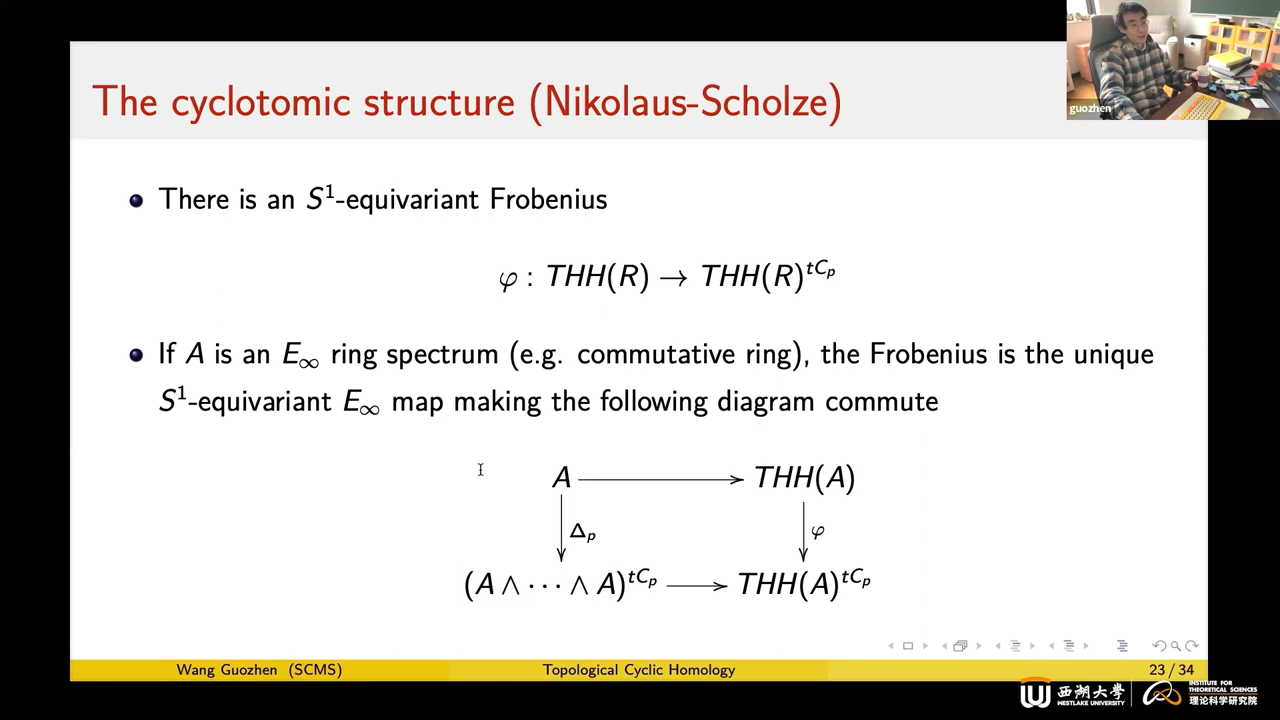 guozhen
The cyclotomic structure (Nikolaus-Scholze)
There is an S¹-equivariant Frobenius
φ : THH(R) → THH(R)^{tC_p}
If A is an E_∞ ring spectrum (e.g. commutative ring), the Frobenius is the unique
S¹-equivariant E_∞ map making the following diagram commute
A → THH(A)
Δ_p φ
(A ∧ ··· ∧ A)^{tC_p} → THH(A)^{tC_p}
Wang Guozhen (SCMS) Topological Cyclic Homology 23 / 34
西湖大学 WESTLAKE UNIVERSITY
INSTITUTE FOR THEORETICAL SCIENCES 理论科学研究院